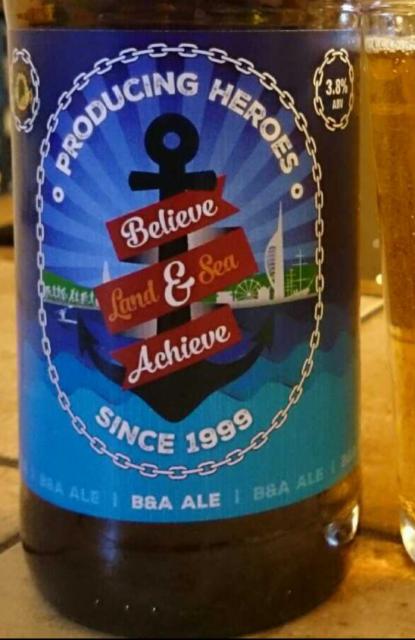 PRODUCING HEROES
3.8%
ABV
Believe
Land & Sea
Achieve
SINCE 1999
B&A ALE | B&A ALE | B&A ALE |